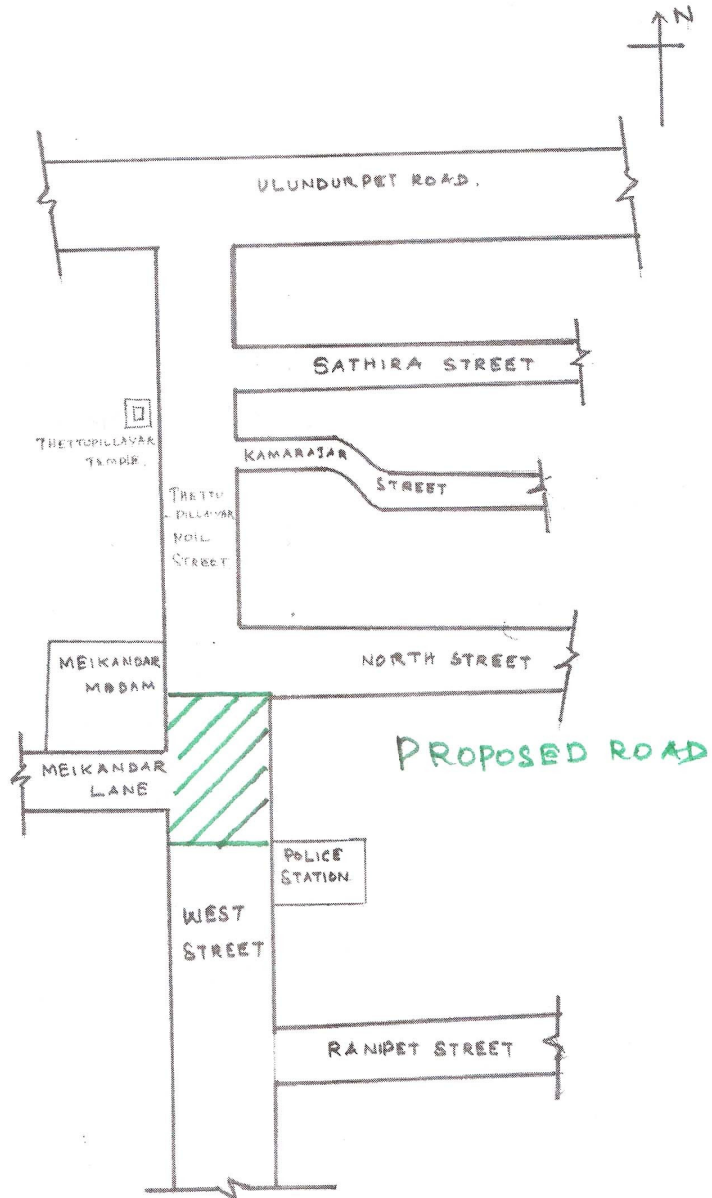 N
ULUNDURPET ROAD.
SATHIRA STREET
THETTUPILLAYAR
TEMPLE.
KAMARAJAR
STREET
THETTU
-PILLAYAR
KOIL
STREET
MEIKANDAR
MADAM
NORTH STREET
PROPOSED ROAD
MEIKANDAR
LANE
POLICE
STATION
WEST
STREET
RANIPET STREET